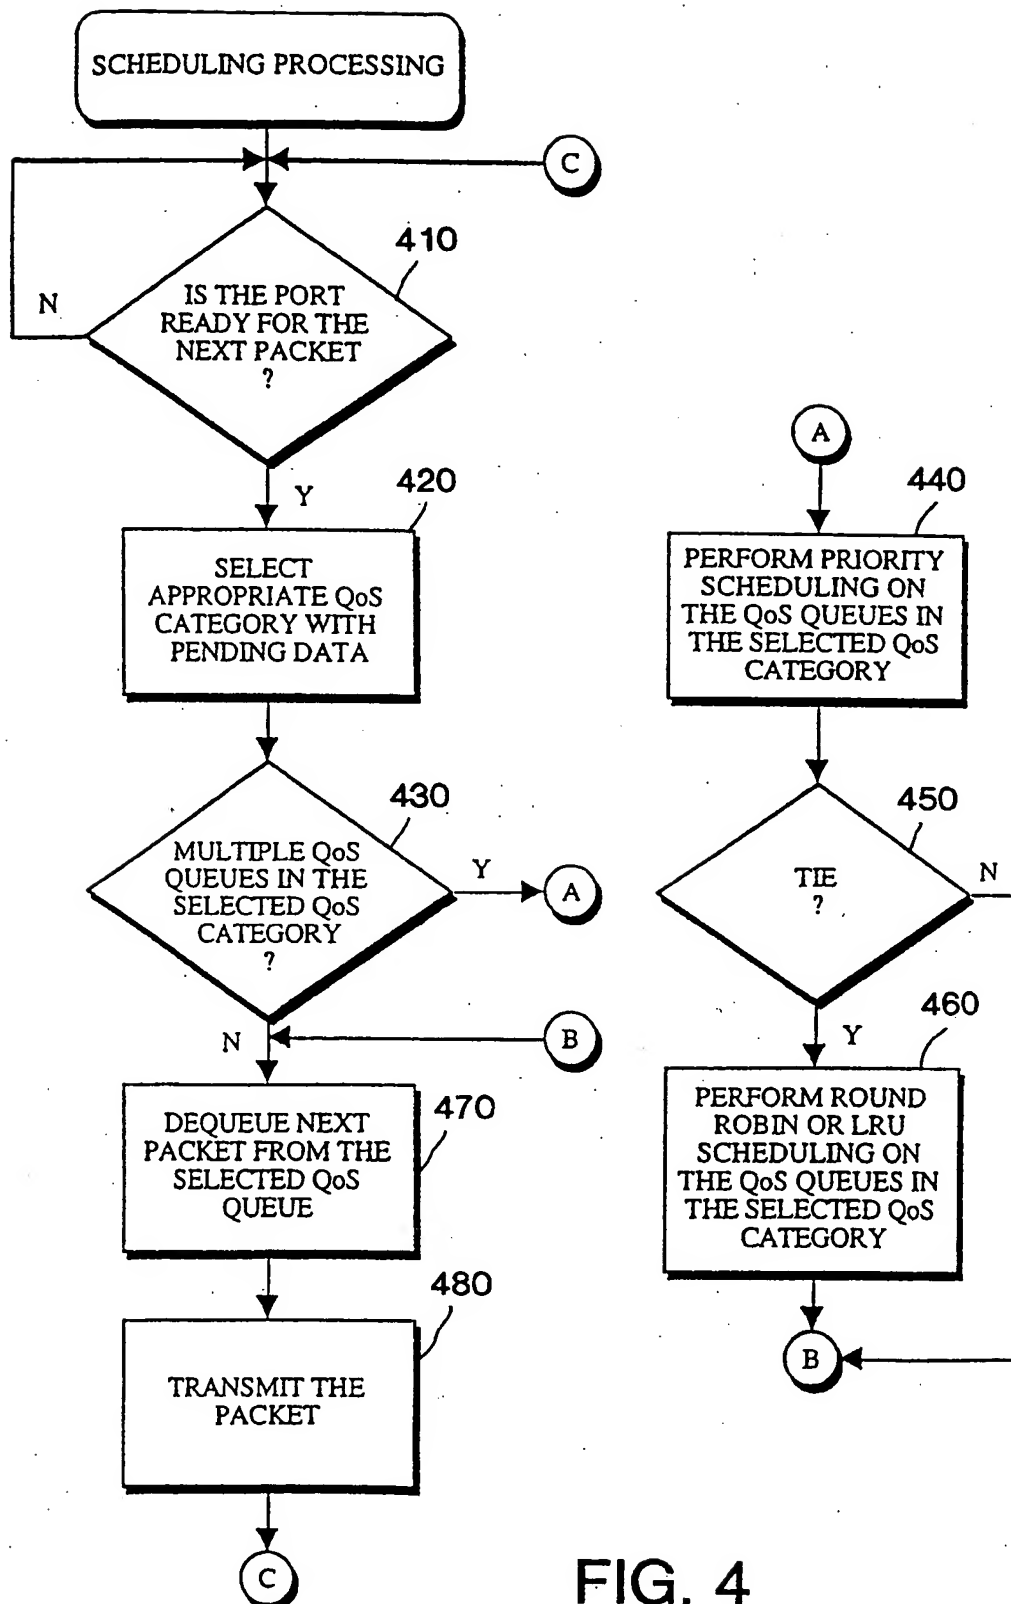 SCHEDULING PROCESSING
C
410
IS THE PORT
READY FOR THE
NEXT PACKET
?
N
Y
420
SELECT
APPROPRIATE QoS
CATEGORY WITH
PENDING DATA
430
MULTIPLE QoS
QUEUES IN THE
SELECTED QoS
CATEGORY
?
Y
A
N
B
470
DEQUEUE NEXT
PACKET FROM THE
SELECTED QoS
QUEUE
480
TRANSMIT THE
PACKET
C
A
440
PERFORM PRIORITY
SCHEDULING ON
THE QoS QUEUES IN
THE SELECTED QoS
CATEGORY
450
TIE
?
N
Y
460
PERFORM ROUND
ROBIN OR LRU
SCHEDULING ON
THE QoS QUEUES IN
THE SELECTED QoS
CATEGORY
B
FIG. 4